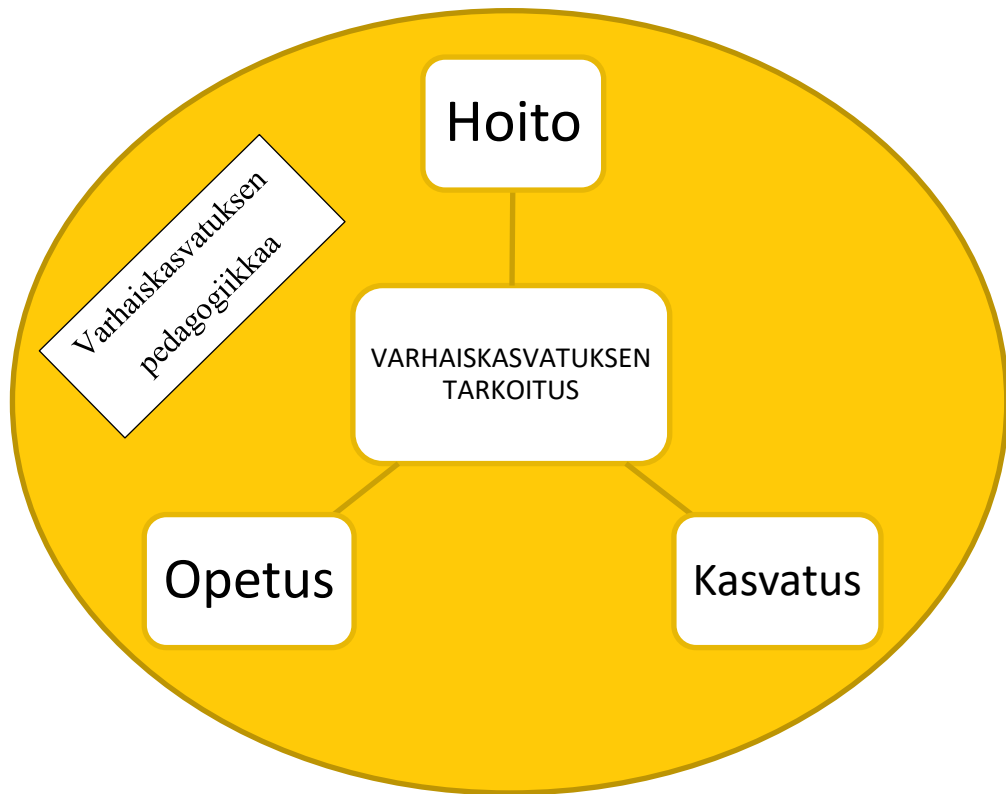 Hoito
Varhaiskasvatuksen
pedagogiikkaa
VARHAISKASVATUKSEN
TARKOITUS
Opetus
Kasvatus